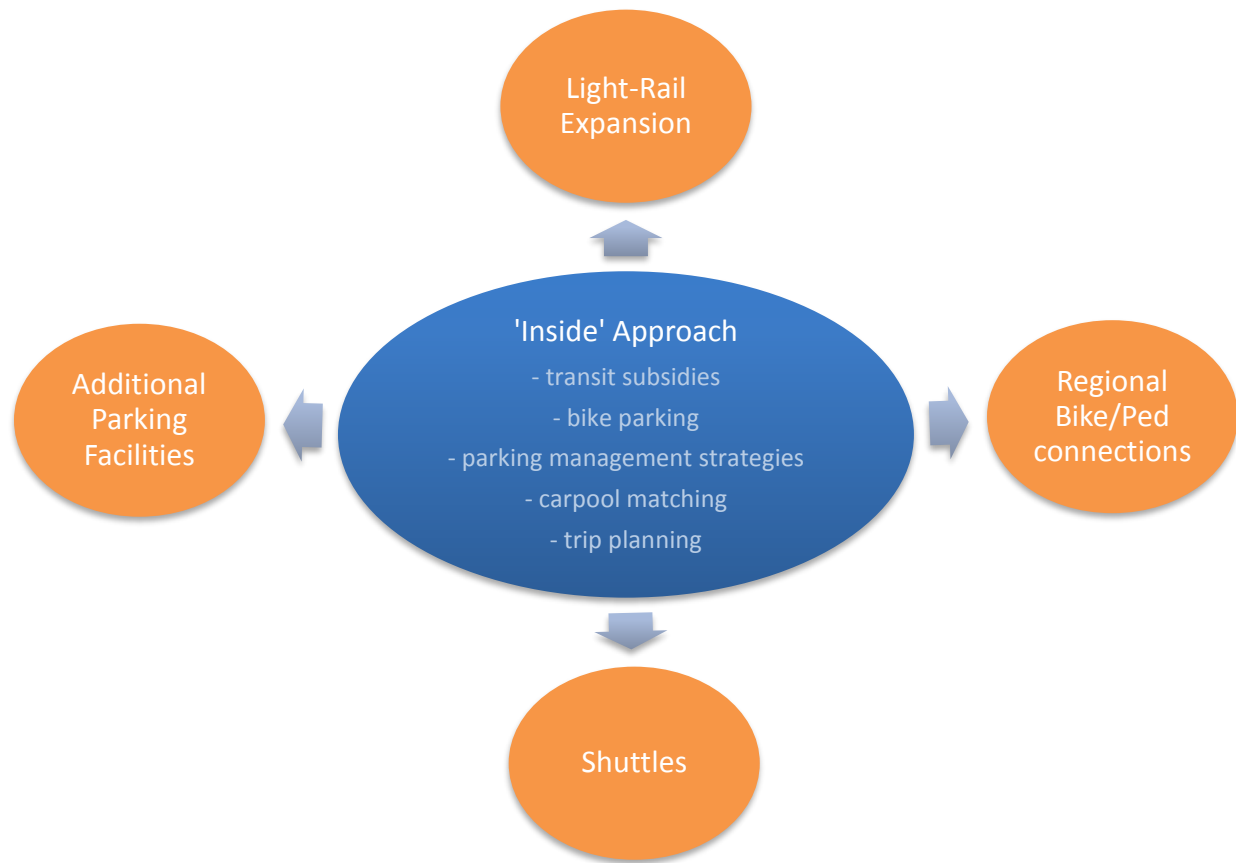 Light-Rail
Expansion
'Inside' Approach
- transit subsidies
- bike parking
- parking management strategies
- carpool matching
- trip planning
Additional
Parking
Facilities
Regional
Bike/Ped
connections
Shuttles